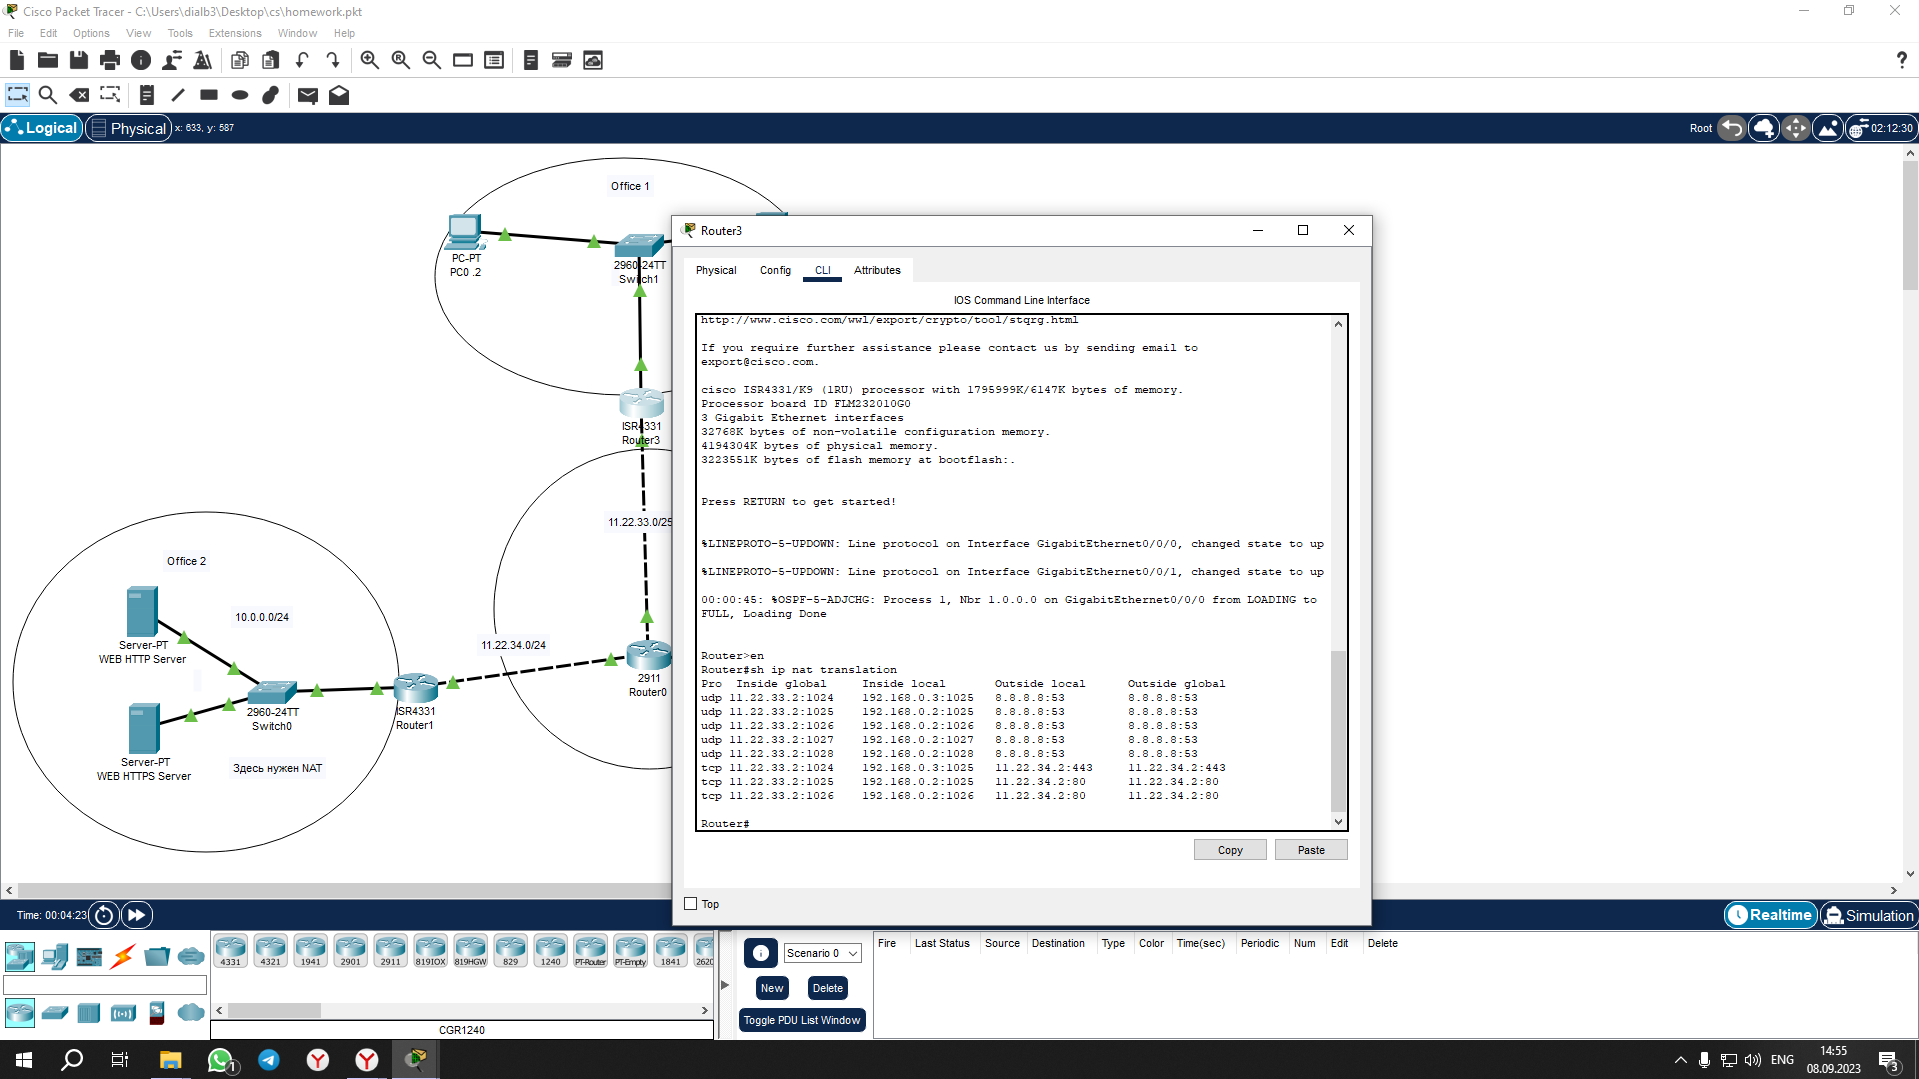 Cisco Packet Tracer - C:\Users\dialb3\Desktop\cs\homework.pkt
File Edit Options View Tools Extensions Window Help
Logical Physical x: 633, y: 587
Root 02:12:30
Office 1
PC-PT
PC0 .2
2960-24TT
Switch1
ISR4331
Router3
11.22.33.0/25
Office 2
10.0.0.0/24
Server-PT
WEB HTTP Server
11.22.34.0/24
2911
Router0
2960-24TT
Switch0
ISR4331
Router1
Server-PT
WEB HTTPS Server
Здесь нужен NAT
Router3
Physical Config CLI Attributes
IOS Command Line Interface
http://www.cisco.com/wwl/export/crypto/tool/stqrg.html
If you require further assistance please contact us by sending email to
export@cisco.com.
cisco ISR4331/K9 (1RU) processor with 1795999K/6147K bytes of memory.
Processor board ID FLM232010G0
3 Gigabit Ethernet interfaces
32768K bytes of non-volatile configuration memory.
4194304K bytes of physical memory.
3223551K bytes of flash memory at bootflash:.
Press RETURN to get started!
%LINEPROTO-5-UPDOWN: Line protocol on Interface GigabitEthernet0/0/0, changed state to up
%LINEPROTO-5-UPDOWN: Line protocol on Interface GigabitEthernet0/0/1, changed state to up
00:00:45: %OSPF-5-ADJCHG: Process 1, Nbr 1.0.0.0 on GigabitEthernet0/0/0 from LOADING to
FULL, Loading Done
Router>en
Router#sh ip nat translation
Pro Inside global Inside local Outside local Outside global
udp 11.22.33.2:1024 192.168.0.3:1025 8.8.8.8:53 8.8.8.8:53
udp 11.22.33.2:1025 192.168.0.2:1025 8.8.8.8:53 8.8.8.8:53
udp 11.22.33.2:1026 192.168.0.2:1026 8.8.8.8:53 8.8.8.8:53
udp 11.22.33.2:1027 192.168.0.2:1027 8.8.8.8:53 8.8.8.8:53
udp 11.22.33.2:1028 192.168.0.2:1028 8.8.8.8:53 8.8.8.8:53
tcp 11.22.33.2:1024 192.168.0.3:1025 11.22.34.2:443 11.22.34.2:443
tcp 11.22.33.2:1025 192.168.0.2:1025 11.22.34.2:80 11.22.34.2:80
tcp 11.22.33.2:1026 192.168.0.2:1026 11.22.34.2:80 11.22.34.2:80
Router#
Copy Paste
Top
Time: 00:04:23
Realtime Simulation
4331 4321 1941 2901 2911 819IOX 819HGW 829 1240 PT-Router PT-Empty 1841 2620
CGR1240
Scenario 0
New Delete
Toggle PDU List Window
Fire Last Status Source Destination Type Color Time(sec) Periodic Num Edit Delete
1
ENG
14:55
08.09.2023
3